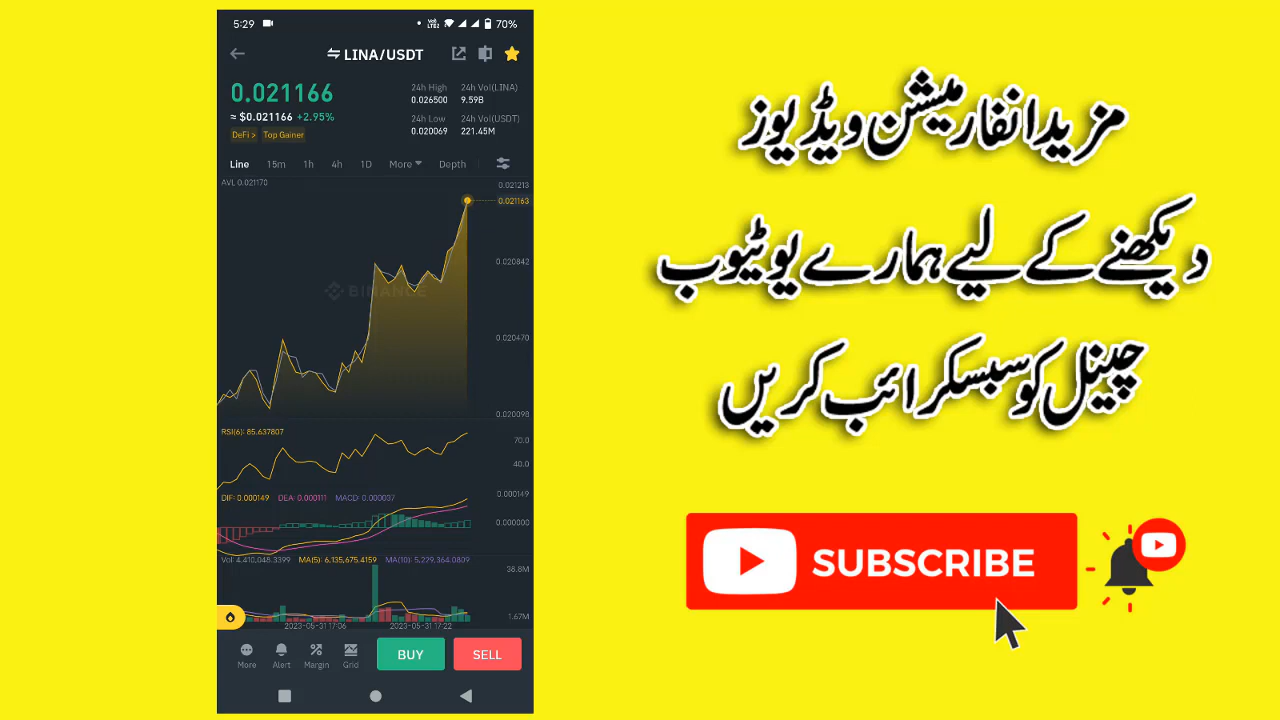 5:29
Vo) LTE2
70%
LINA/USDT
0.021166
≈ $0.021166 +2.95%
DeFi > Top Gainer
24h High 24h Vol(LINA)
0.026500 9.59B
24h Low 24h Vol(USDT)
0.020069 221.45M
Line 15m 1h 4h 1D More Depth
AVL 0.021170
0.021213
0.021163
0.020842
BINANCE
0.020470
0.020098
RSI(6): 85.637807
70.0
40.0
DIF: 0.000149 DEA: 0.000111 MACD: 0.000007
0.000149
0.000000
Vol: 4,410,048.3399 MA(5): 6,135,675.4159 MA(10): 5,229,364.0809
38.8M
1.67M
2023-05-31 17:06 2023-05-31 17:22
More Alert Margin Grid BUY SELL
مزید انفارمیشن ویڈیوز
دیکھنے کے لیے ہمارے یوٹیوب
چینل کو سبسکرائب کریں
SUBSCRIBE